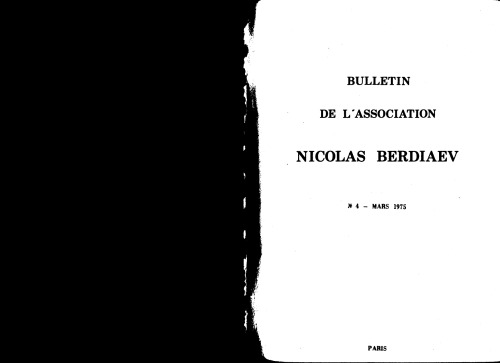 BULLETIN
DE L'ASSOCIATION
NICOLAS BERDIAEV
№ 4 – MARS 1975
PARIS